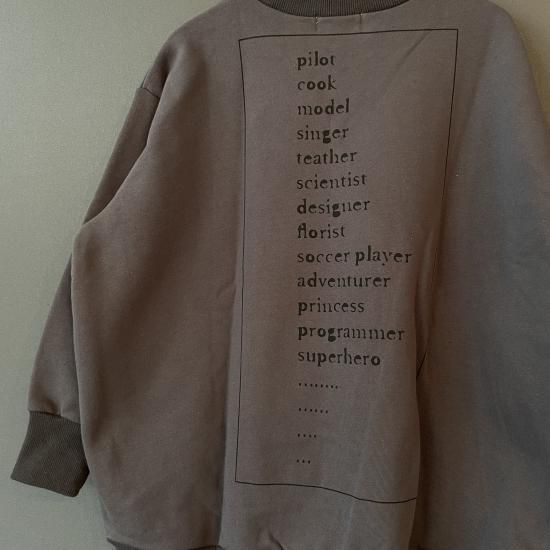 pilot
cook
model
singer
teather
scientist
designer
florist
soccer player
adventurer
princess
programmer
superhero
........
......
....
...